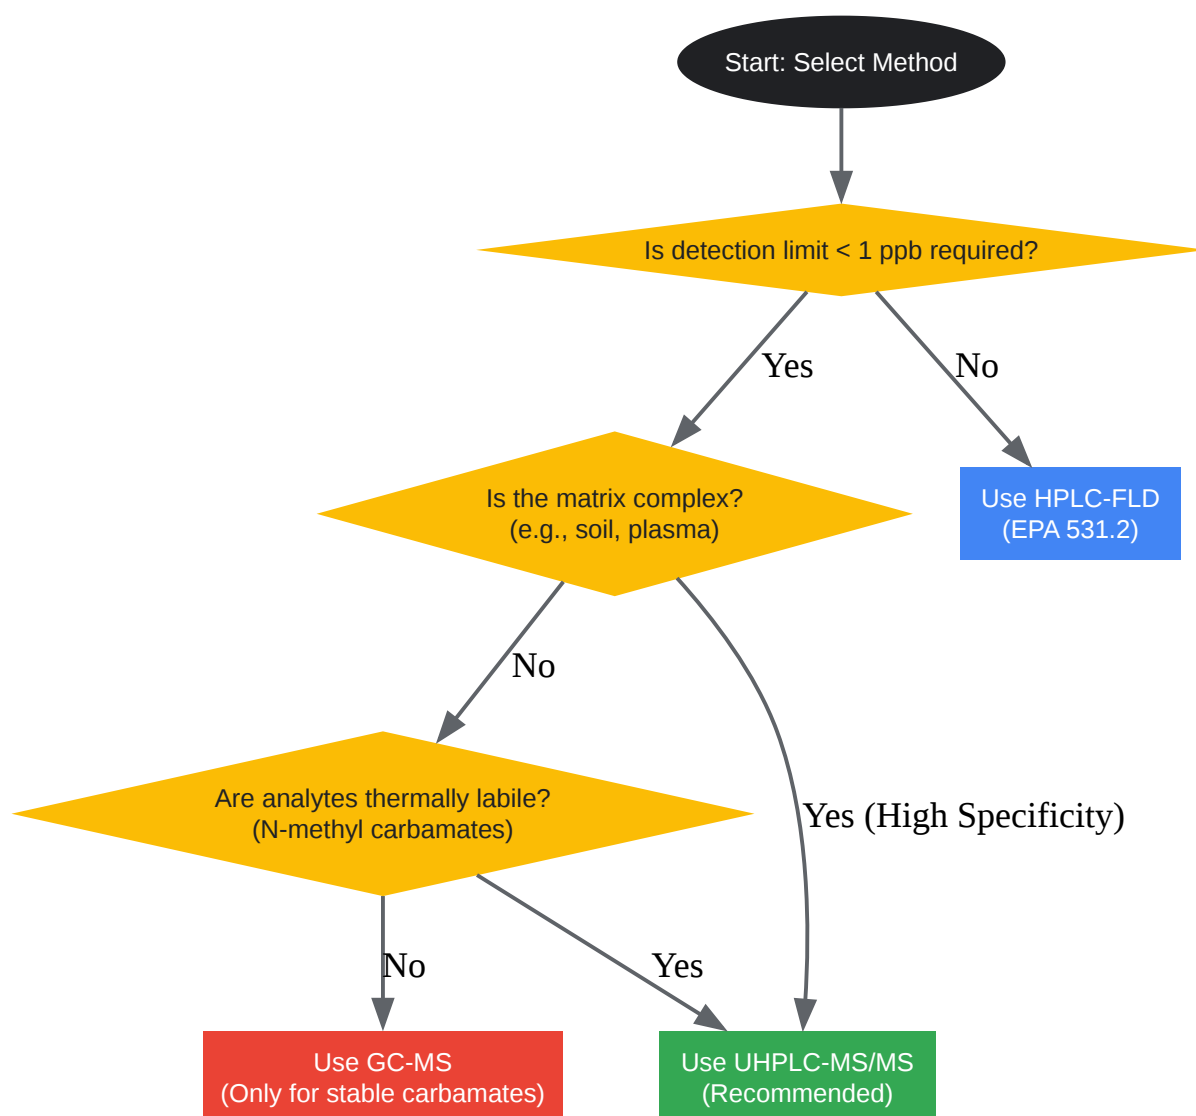 Start: Select Method
Is detection limit < 1 ppb required?
Yes
No
Is the matrix complex?
(e.g., soil, plasma)
Use HPLC-FLD
(EPA 531.2)
No
Yes (High Specificity)
Are analytes thermally labile?
(N-methyl carbamates)
No
Yes
Use GC-MS
(Only for stable carbamates)
Use UHPLC-MS/MS
(Recommended)